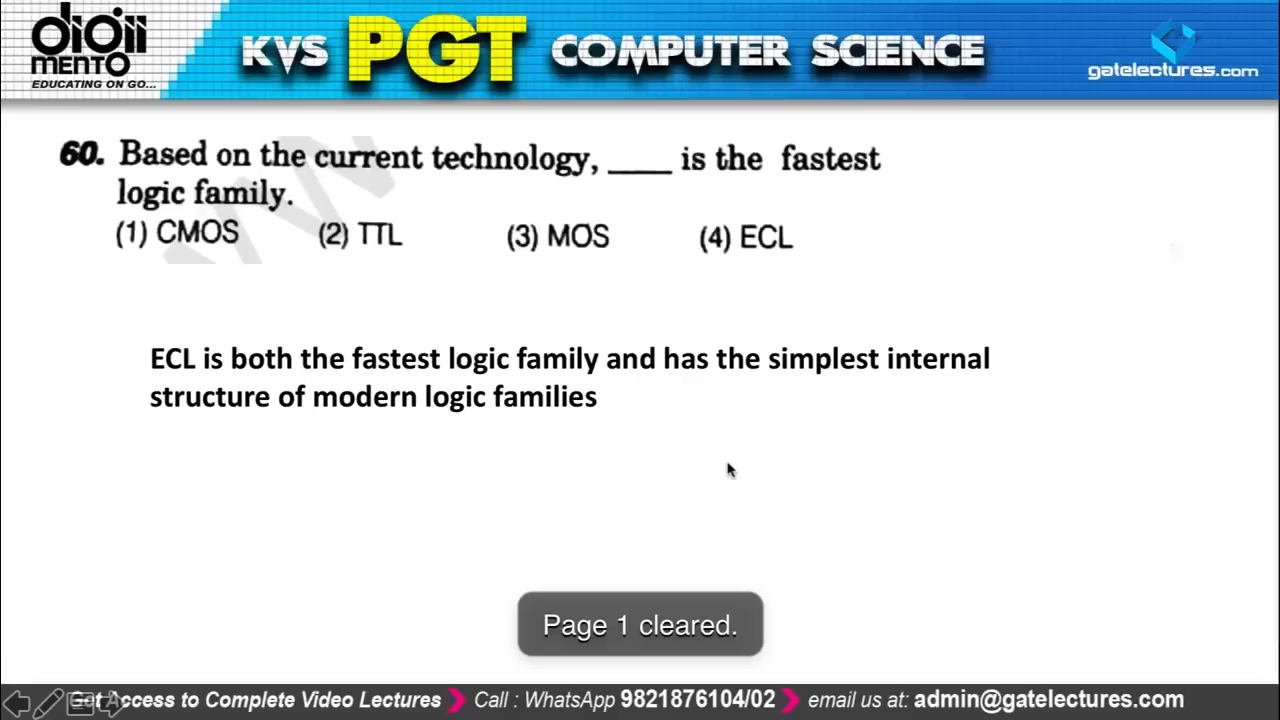 digii
MENTO
EDUCATING ON GO...
KVS PGT COMPUTER SCIENCE
gatelectures.com
60. Based on the current technology, ____ is the fastest
logic family.
(1) CMOS (2) TTL (3) MOS (4) ECL
ECL is both the fastest logic family and has the simplest internal
structure of modern logic families
Page 1 cleared.
Get Access to Complete Video Lectures Call : WhatsApp 9821876104/02 email us at: admin@gatelectures.com